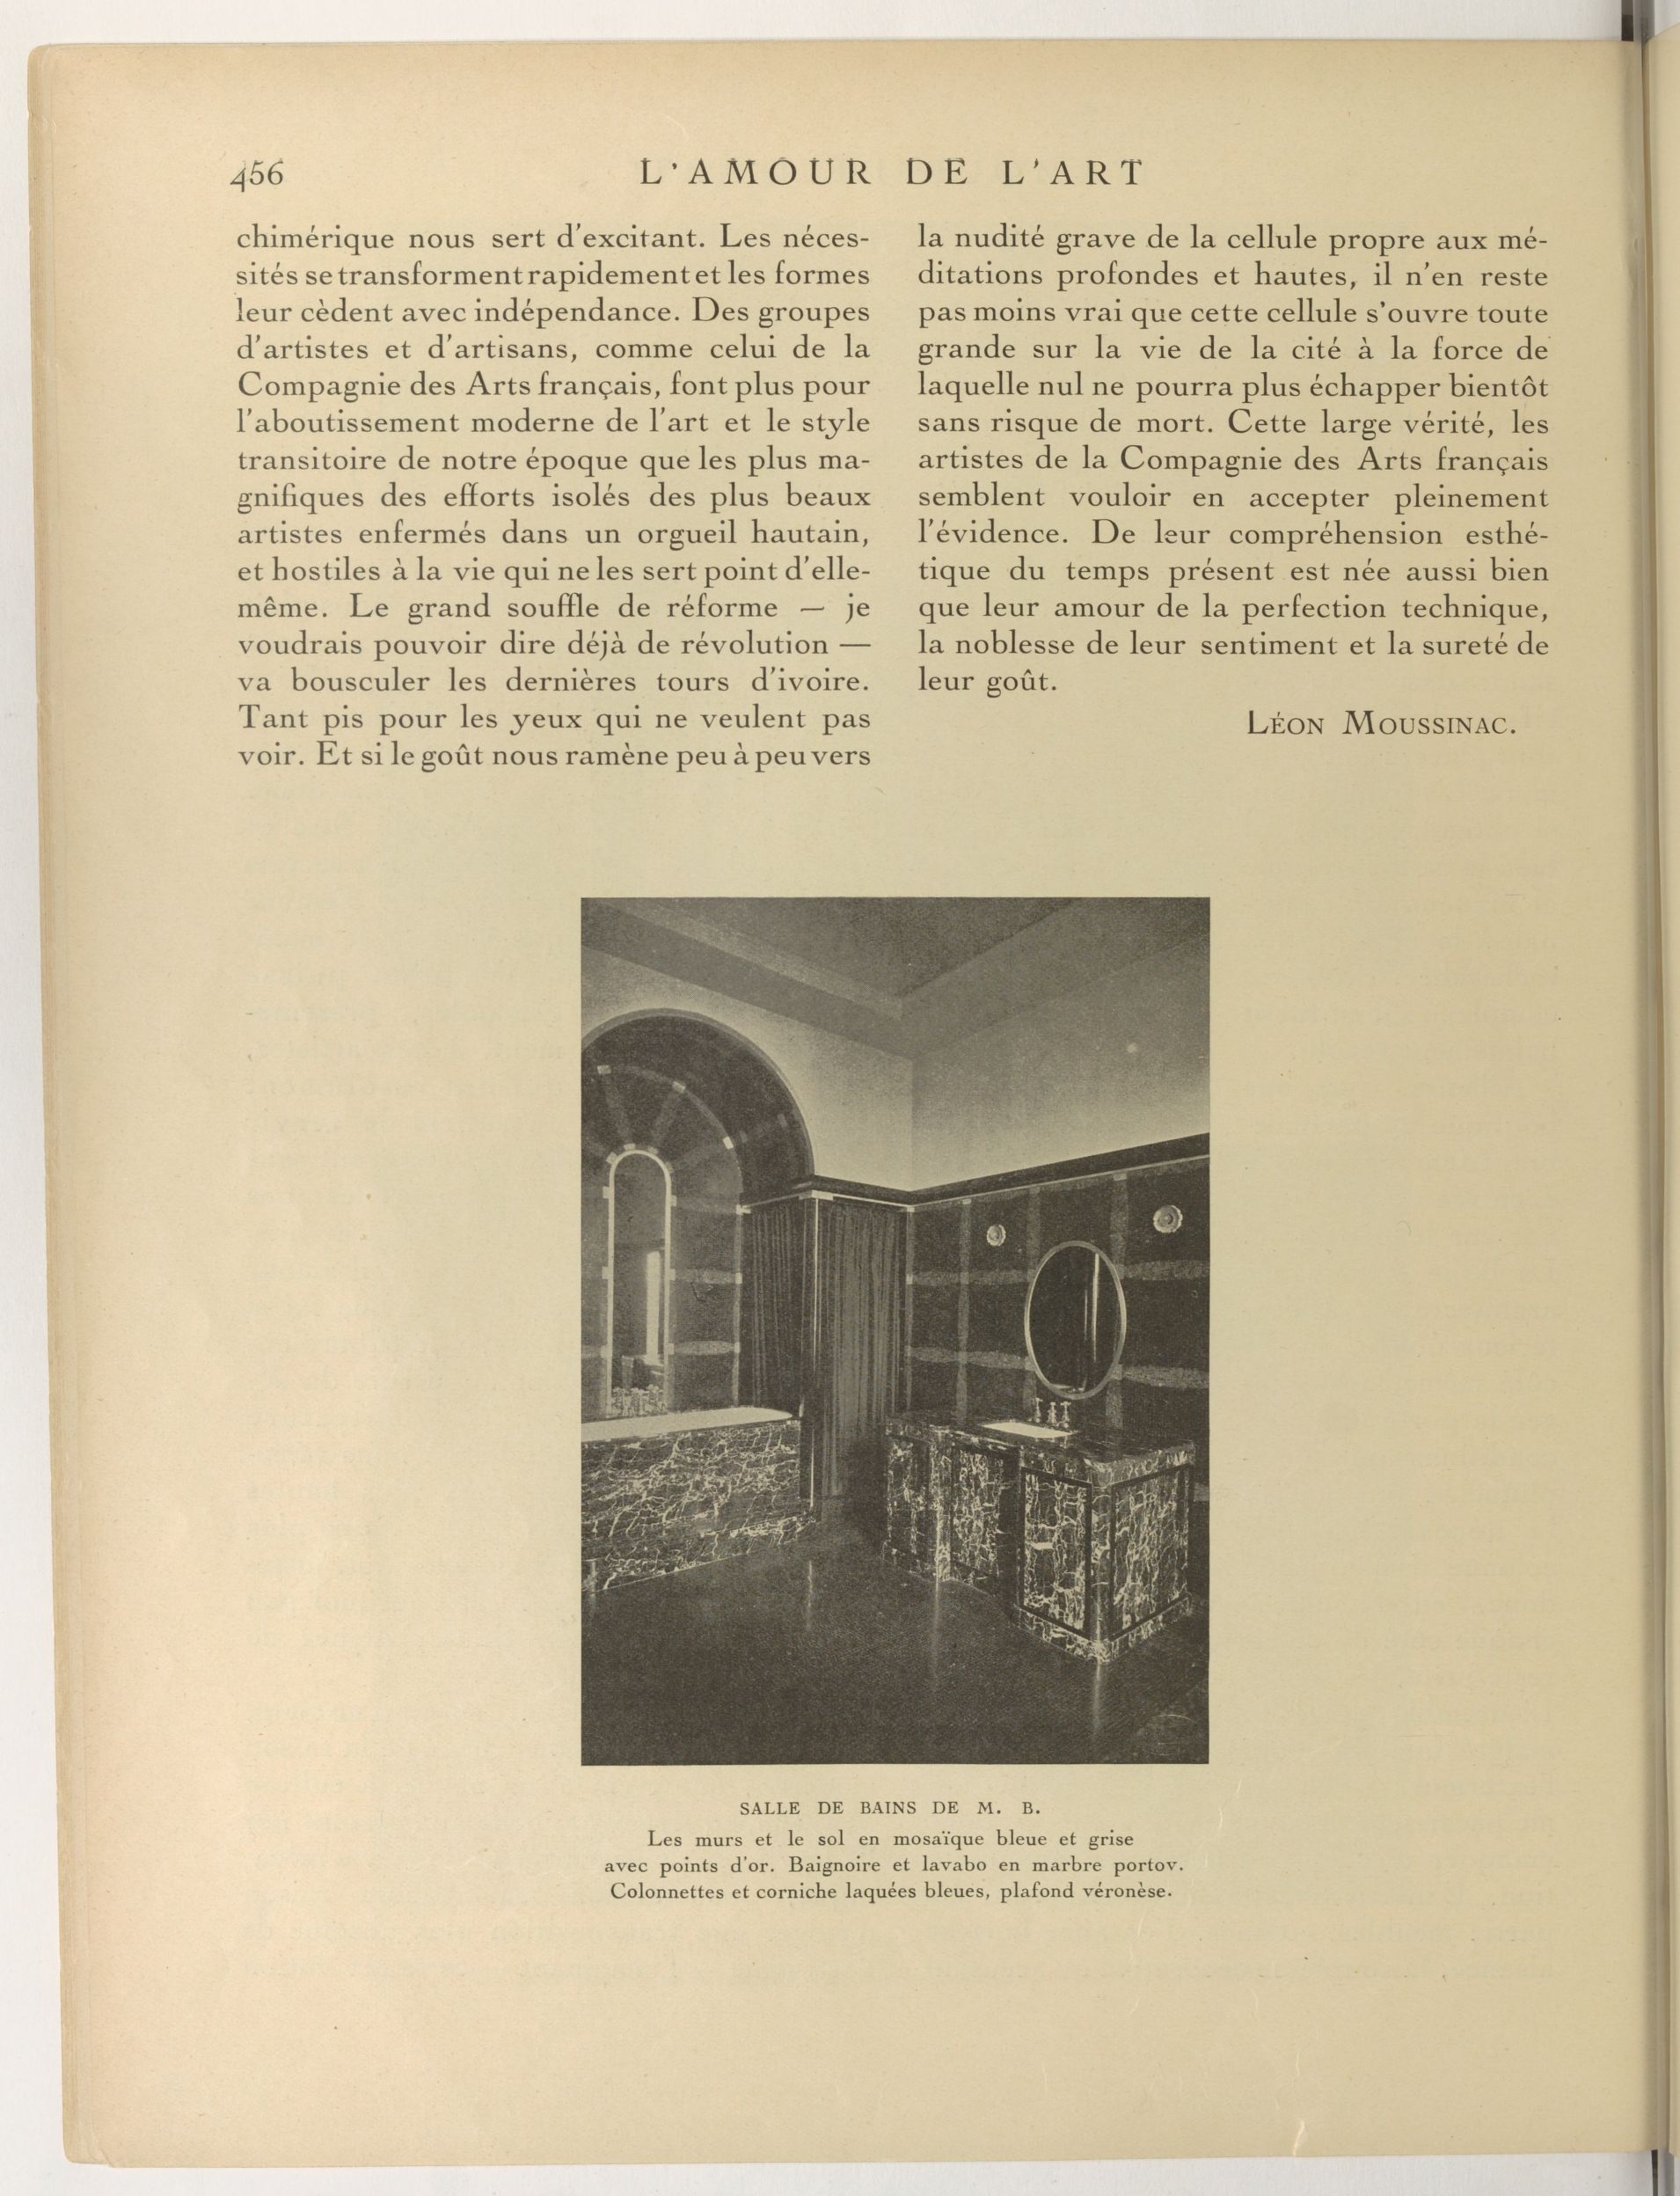 456
L'AMOUR DE L'ART
chimérique nous sert d'excitant. Les néces-
sités se transforment rapidement et les formes
leur cèdent avec indépendance. Des groupes
d'artistes et d'artisans, comme celui de la
Compagnie des Arts français, font plus pour
l'aboutissement moderne de l'art et le style
transitoire de notre époque que les plus ma-
gnifiques des efforts isolés des plus beaux
artistes enfermés dans un orgueil hautain,
et hostiles à la vie qui ne les sert point d'elle-
même. Le grand souffle de réforme — je
voudrais pouvoir dire déjà de révolution —
va bousculer les dernières tours d'ivoire.
Tant pis pour les yeux qui ne veulent pas
voir. Et si le goût nous ramène peu à peu vers
la nudité grave de la cellule propre aux mé-
ditations profondes et hautes, il n'en reste
pas moins vrai que cette cellule s'ouvre toute
grande sur la vie de la cité à la force de
laquelle nul ne pourra plus échapper bientôt
sans risque de mort. Cette large vérité, les
artistes de la Compagnie des Arts français
semblent vouloir en accepter pleinement
l'évidence. De leur compréhension esthé-
tique du temps présent est née aussi bien
que leur amour de la perfection technique,
la noblesse de leur sentiment et la sureté de
leur goût.
LÉON MOUSSINAC.
SALLE DE BAINS DE M. B.
Les murs et le sol en mosaïque bleue et grise
avec points d'or. Baignoire et lavabo en marbre portov.
Colonnettes et corniche laquées bleues, plafond véronèse.